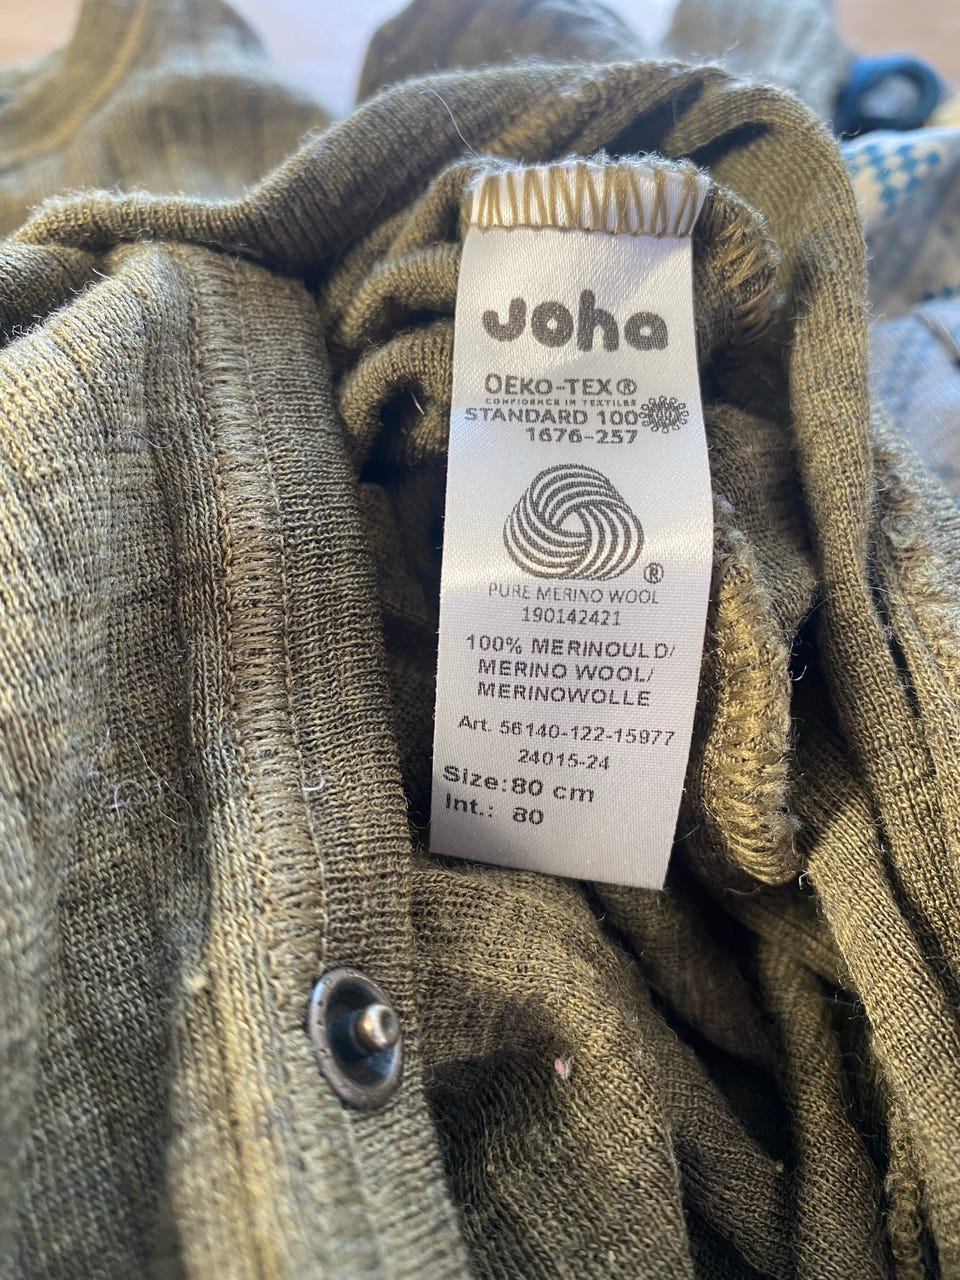 Joha
OEKO-TEX®
CONFIDENCE IN TEXTILES
STANDARD 100
1676-257
®
PURE MERINO WOOL
190142421
100% MERINOULD/
MERINO WOOL/
MERINOWOLLE
Art. 56140-122-15977
24015-24
Size: 80 cm
Int.: 80